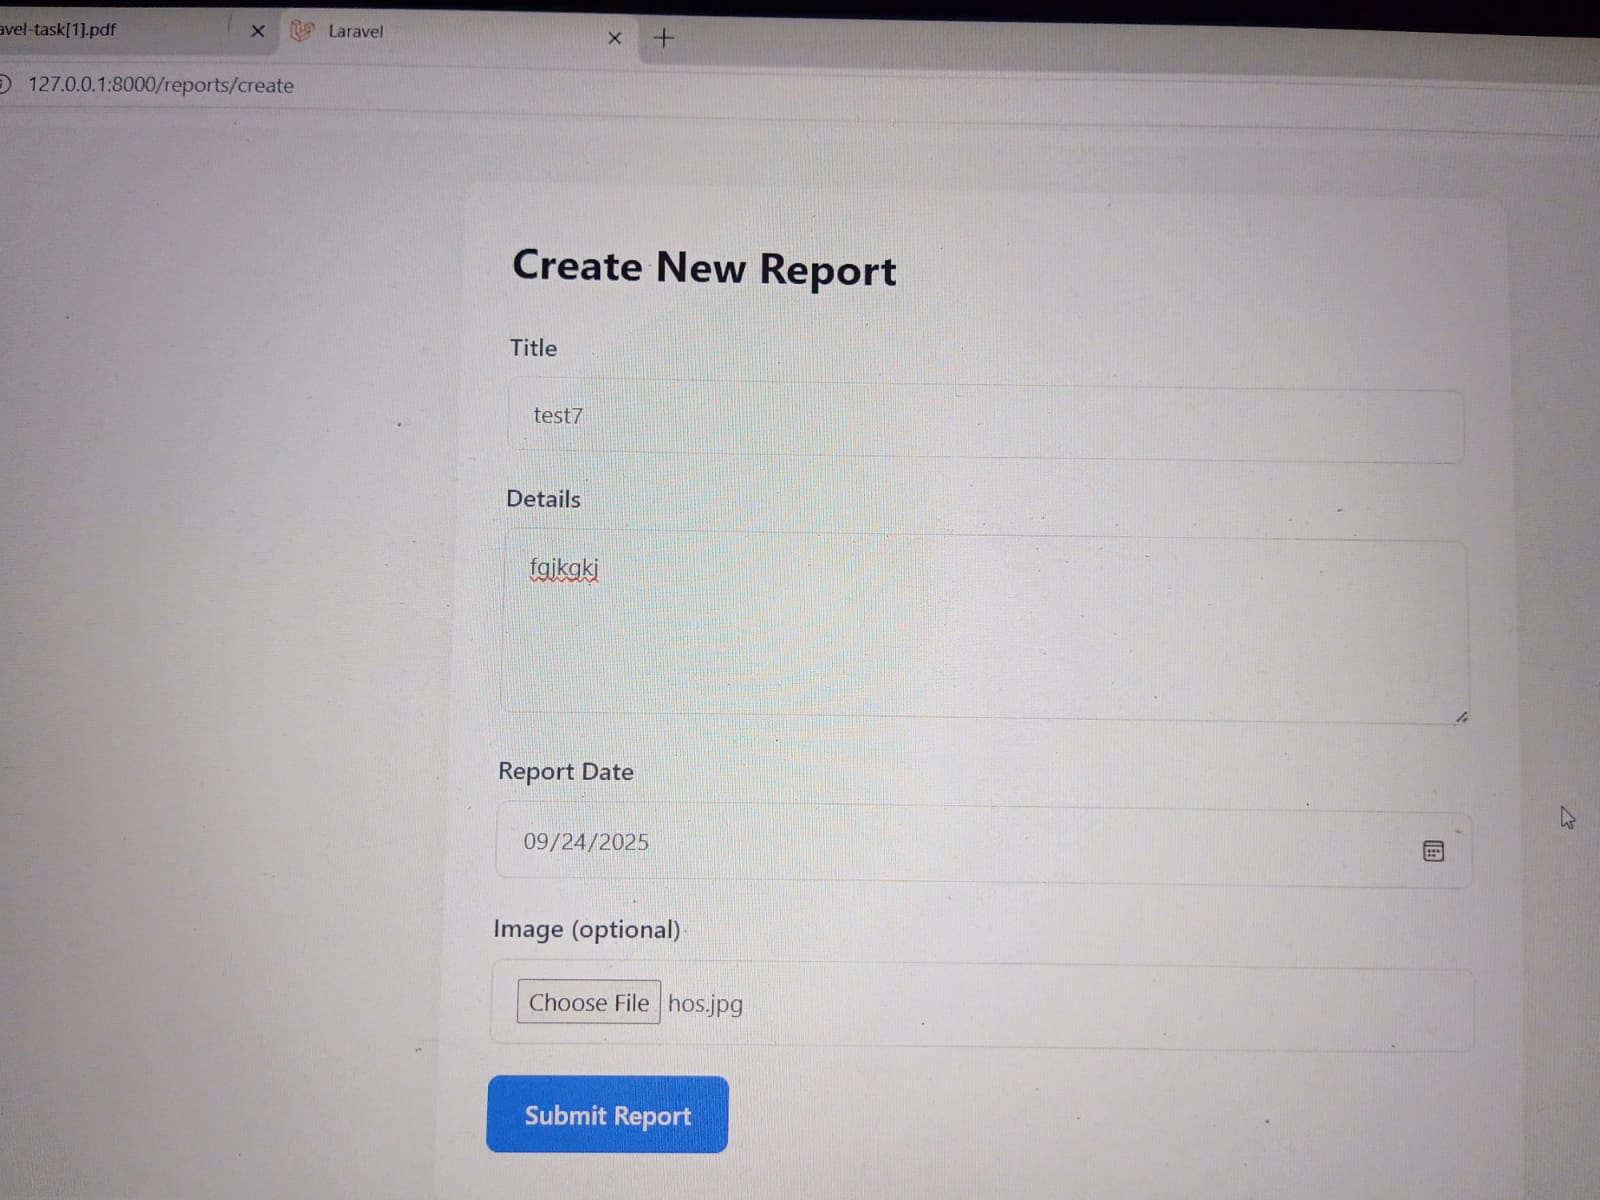 avel-task[1].pdf
Laravel
127.0.0.1:8000/reports/create
Create New Report
Title
test7
Details
fgjkgkj
Report Date
09/24/2025
Image (optional)
Choose File hos.jpg
Submit Report